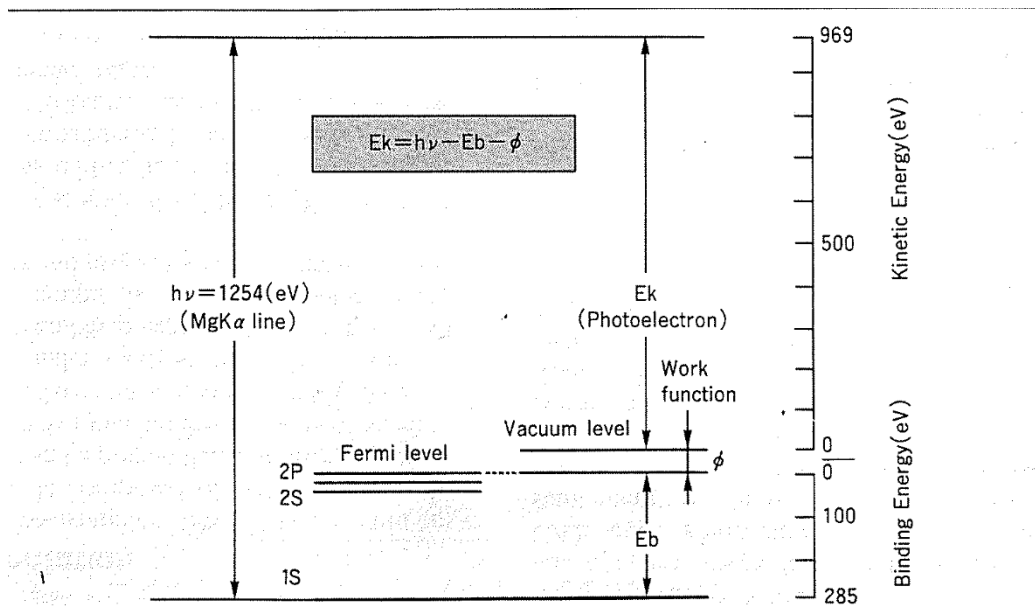 969
Ek=hν−Eb−ϕ
Kinetic Energy(eV)
500
hν=1254(eV)
(MgKα line)
Ek
(Photoelectron)
Work
function
Vacuum level
0
Fermi level
ϕ
2P
0
2S
100
Binding Energy(eV)
Eb
1S
285